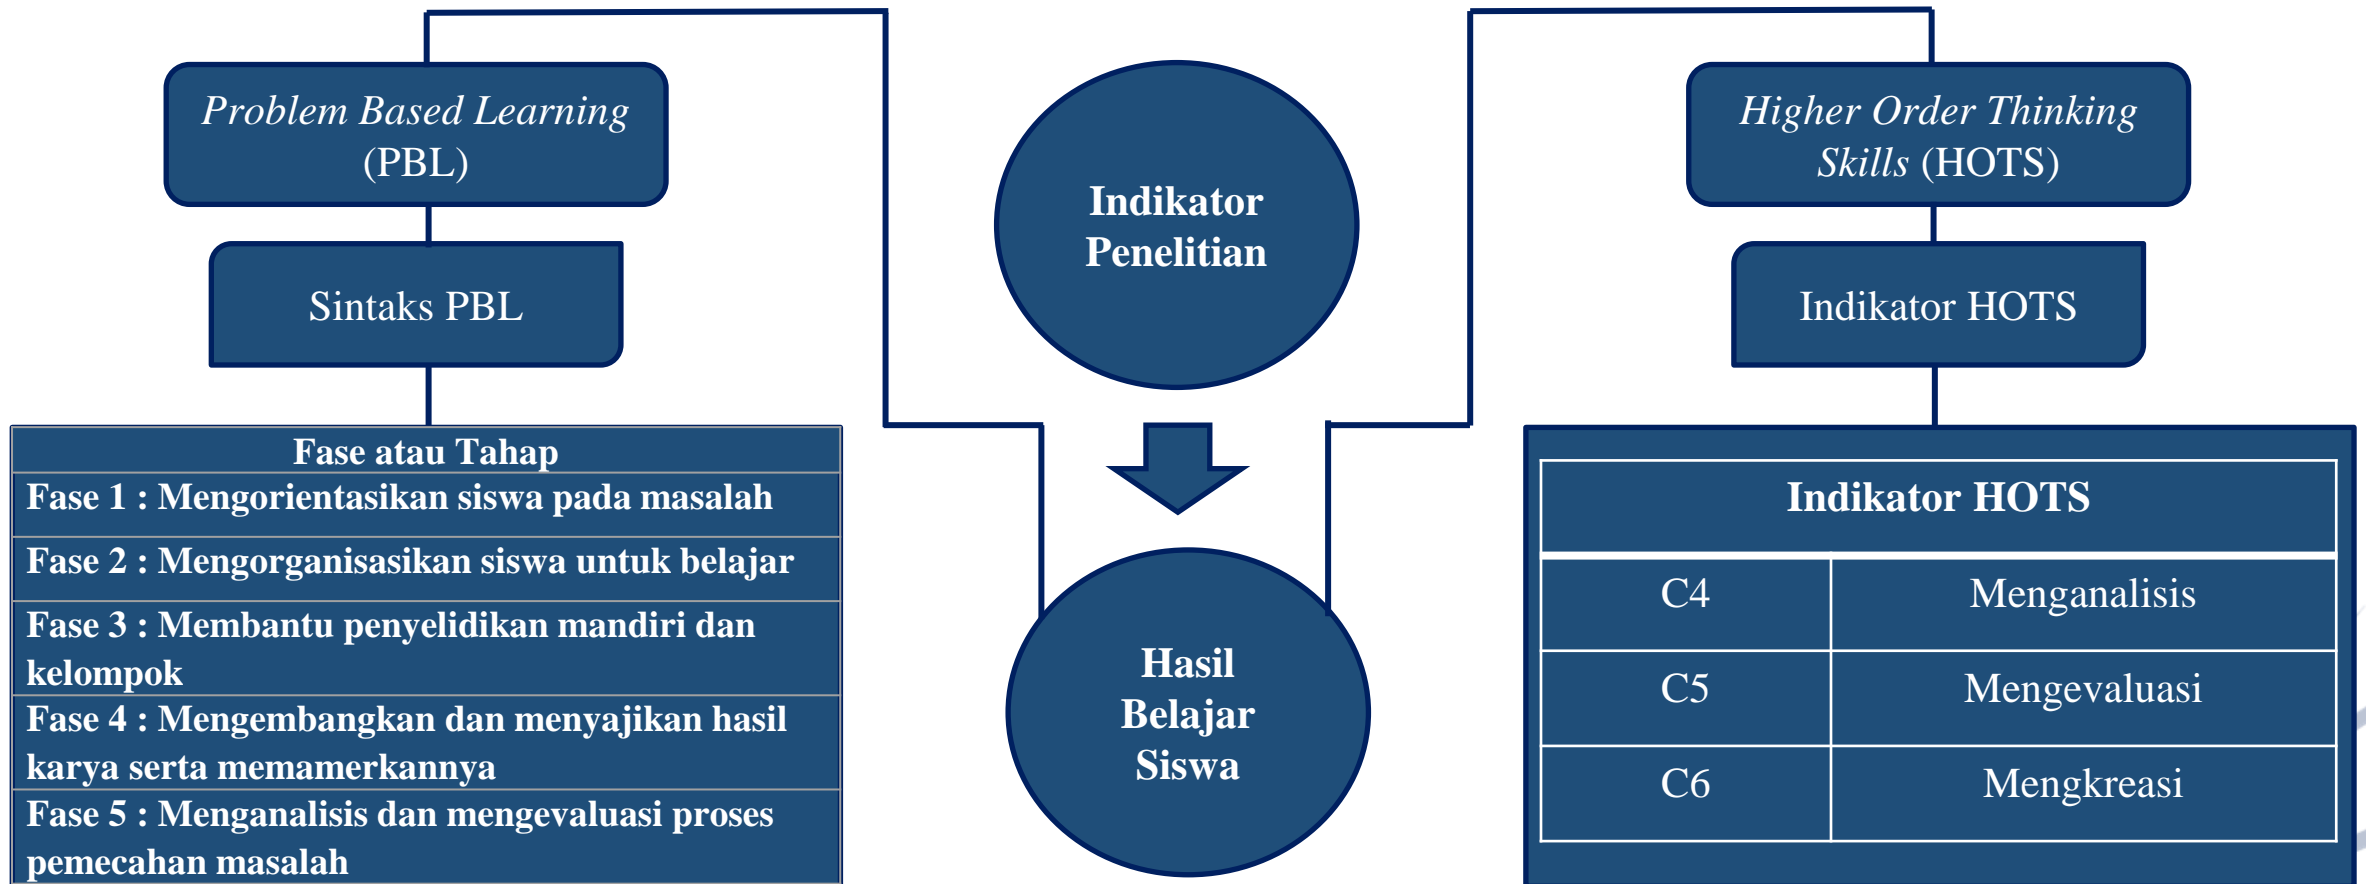 Problem Based Learning
(PBL)
Sintaks PBL
Fase atau Tahap
Fase 1 : Mengorientasikan siswa pada masalah
Fase 2 : Mengorganisasikan siswa untuk belajar
Fase 3 : Membantu penyelidikan mandiri dan
kelompok
Fase 4 : Mengembangkan dan menyajikan hasil
karya serta memamerkannya
Fase 5 : Menganalisis dan mengevaluasi proses
pemecahan masalah
Indikator
Penelitian
Hasil
Belajar
Siswa
Higher Order Thinking
Skills (HOTS)
Indikator HOTS
Indikator HOTS
C4 Menganalisis
C5 Mengevaluasi
C6 Mengkreasi